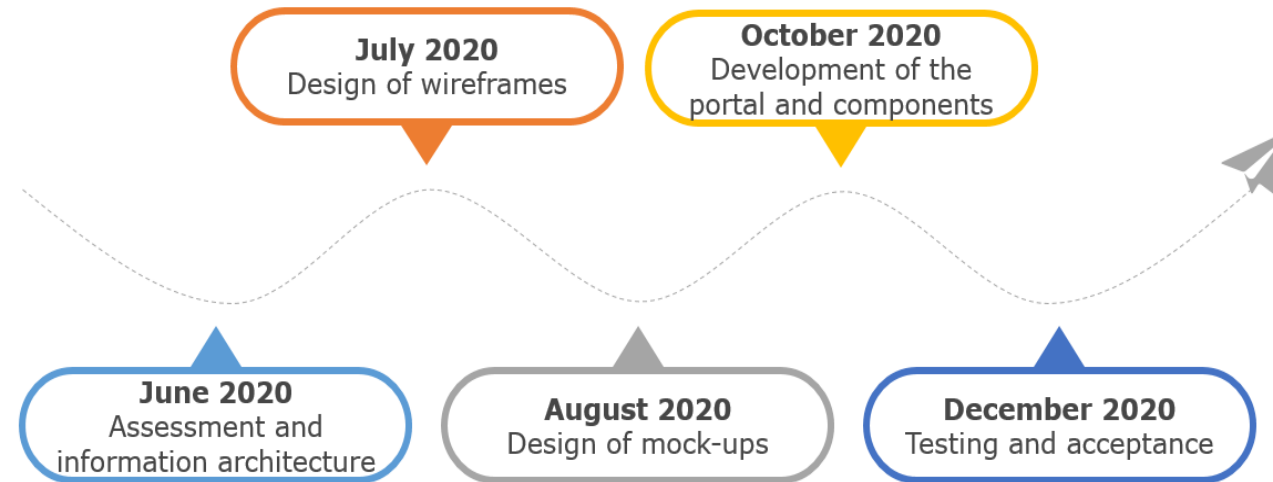 July 2020
Design of wireframes
October 2020
Development of the
portal and components
June 2020
Assessment and
information architecture
August 2020
Design of mock-ups
December 2020
Testing and acceptance